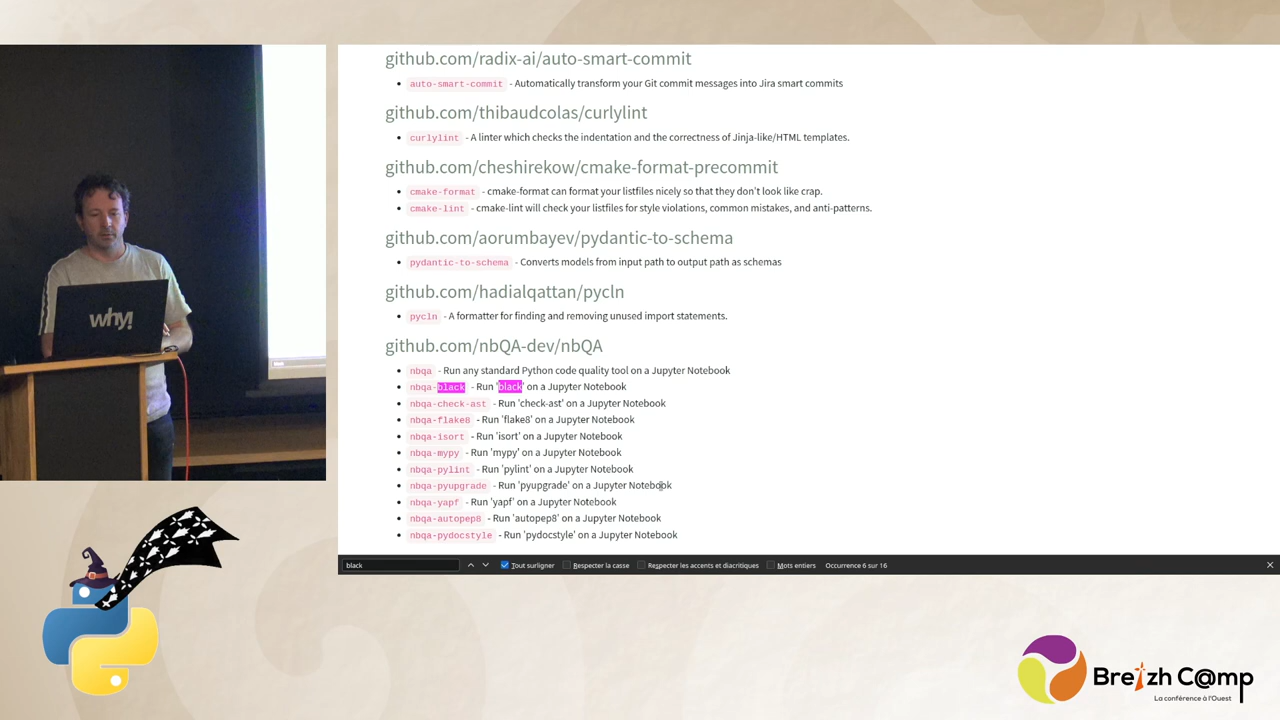 github.com/radix-ai/auto-smart-commit
auto-smart-commit - Automatically transform your Git commit messages into Jira smart commits
github.com/thibaudcolas/curlylint
curlylint - A linter which checks the indentation and the correctness of Jinja-like/HTML templates.
github.com/cheshirekow/cmake-format-precommit
cmake-format - cmake-format can format your listfiles nicely so that they don't look like crap.
cmake-lint - cmake-lint will check your listfiles for style violations, common mistakes, and anti-patterns.
github.com/aorumbayev/pydantic-to-schema
pydantic-to-schema - Converts models from input path to output path as schemas
github.com/hadialqattan/pycln
pycln - A formatter for finding and removing unused import statements.
github.com/nbQA-dev/nbQA
nbqa - Run any standard Python code quality tool on a Jupyter Notebook
nbqa-black - Run 'black' on a Jupyter Notebook
nbqa-check-ast - Run 'check-ast' on a Jupyter Notebook
nbqa-flake8 - Run 'flake8' on a Jupyter Notebook
nbqa-isort - Run 'isort' on a Jupyter Notebook
nbqa-mypy - Run 'mypy' on a Jupyter Notebook
nbqa-pylint - Run 'pylint' on a Jupyter Notebook
nbqa-pyupgrade - Run 'pyupgrade' on a Jupyter Notebook
nbqa-yapf - Run 'yapf' on a Jupyter Notebook
nbqa-autopep8 - Run 'autopep8' on a Jupyter Notebook
nbqa-pydocstyle - Run 'pydocstyle' on a Jupyter Notebook
black Tout surligner Respecter la casse Respecter les accents et diacritiques Mots entiers Occurrence 6 sur 16
why!
Breizh C@mp
La conférence à l'Ouest